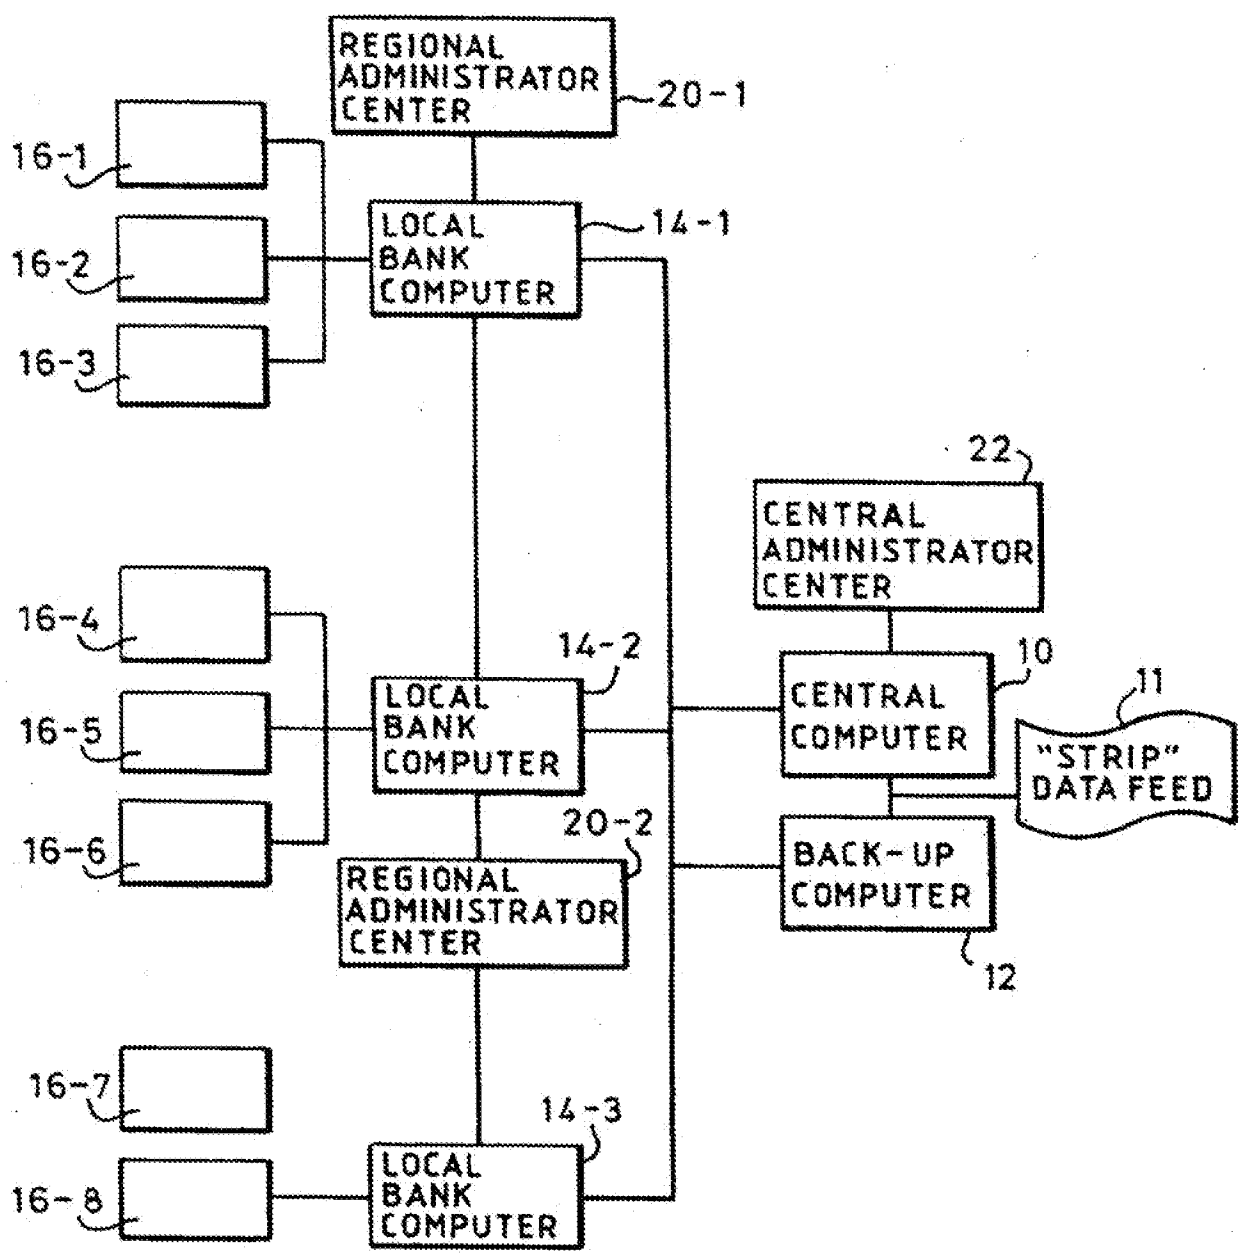 REGIONAL
ADMINISTRATOR
CENTER
20-1
16-1
LOCAL
BANK
COMPUTER
14-1
16-2
16-3
22
CENTRAL
ADMINISTRATOR
CENTER
16-4
14-2
LOCAL
BANK
COMPUTER
10
CENTRAL
COMPUTER
11
"STRIP"
DATA FEED
16-5
16-6
20-2
REGIONAL
ADMINISTRATOR
CENTER
BACK-UP
COMPUTER
12
16-7
14-3
LOCAL
BANK
COMPUTER
16-8